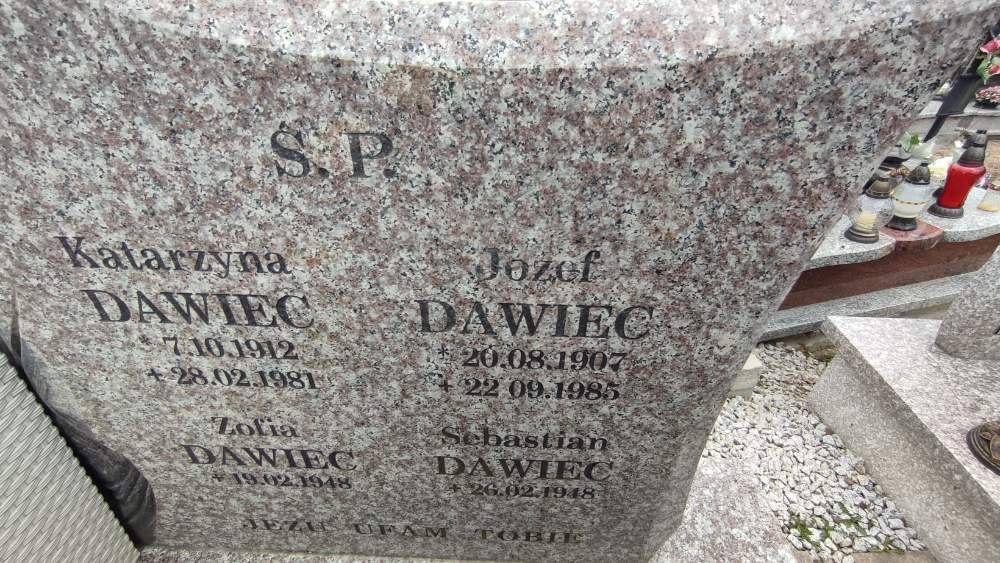 Ś.P.
Katarzyna
DAWIEC
* 7.10.1912
+ 28.02.1981
Józef
DAWIEC
* 20.08.1907
+ 22.09.1985
Zofia
DAWIEC
+ 19.02.1948
Sebastian
DAWIEC
+ 26.02.1948
JEZU UFAM TOBIE